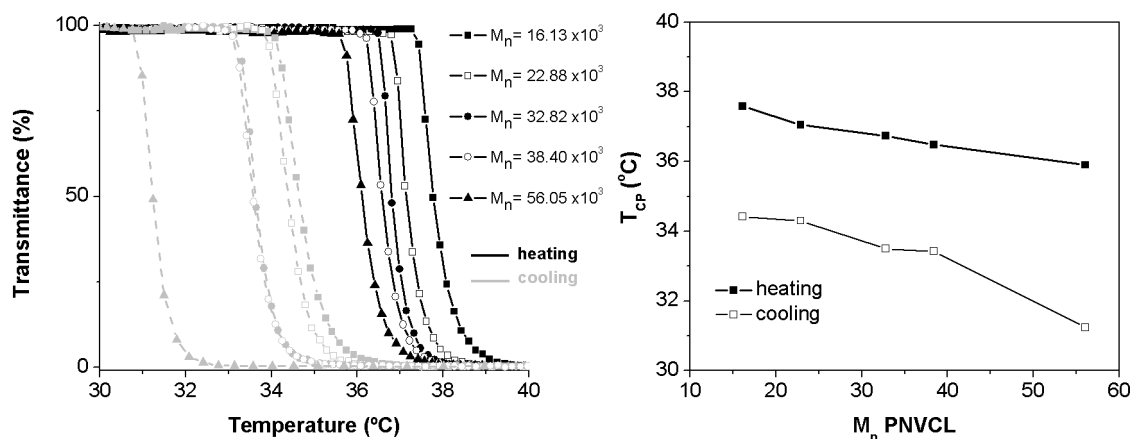 100
50
0
30
32
34
36
38
40
Transmittance (%)
Temperature (ºC)
Mn= 16.13 x10³
Mn= 22.88 x10³
Mn= 32.82 x10³
Mn= 38.40 x10³
Mn= 56.05 x10³
heating
cooling
40
38
36
34
32
30
10
20
30
40
50
60
TCP (°C)
heating
cooling
Mn PNVCL